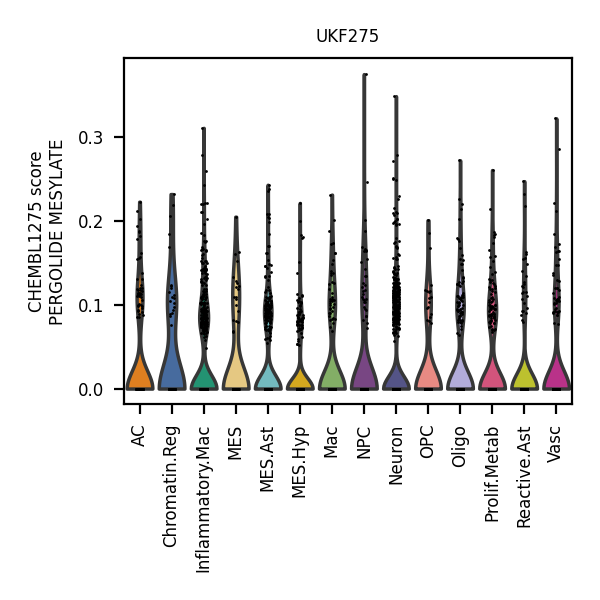 UKF275
CHEMBL1275 score
PERGOLIDE MESYLATE
0.3
0.2
0.1
0.0
AC
Chromatin.Reg
Inflammatory.Mac
MES
MES.Ast
MES.Hyp
Mac
NPC
Neuron
OPC
Oligo
Prolif.Metab
Reactive.Ast
Vasc